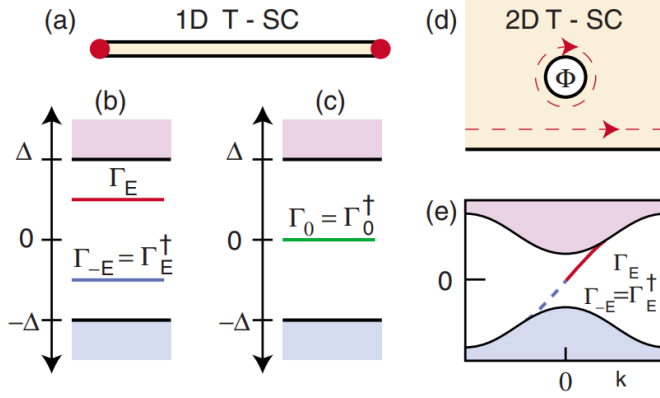 (a) 1D T - SC
(b)
Δ
Γ_E
0
Γ_{-E} = Γ_E^†
-Δ
(c)
Δ
Γ_0 = Γ_0^†
0
-Δ
(d) 2D T - SC
Φ
(e)
Γ_E
0
Γ_{-E}=Γ_E^†
0 k